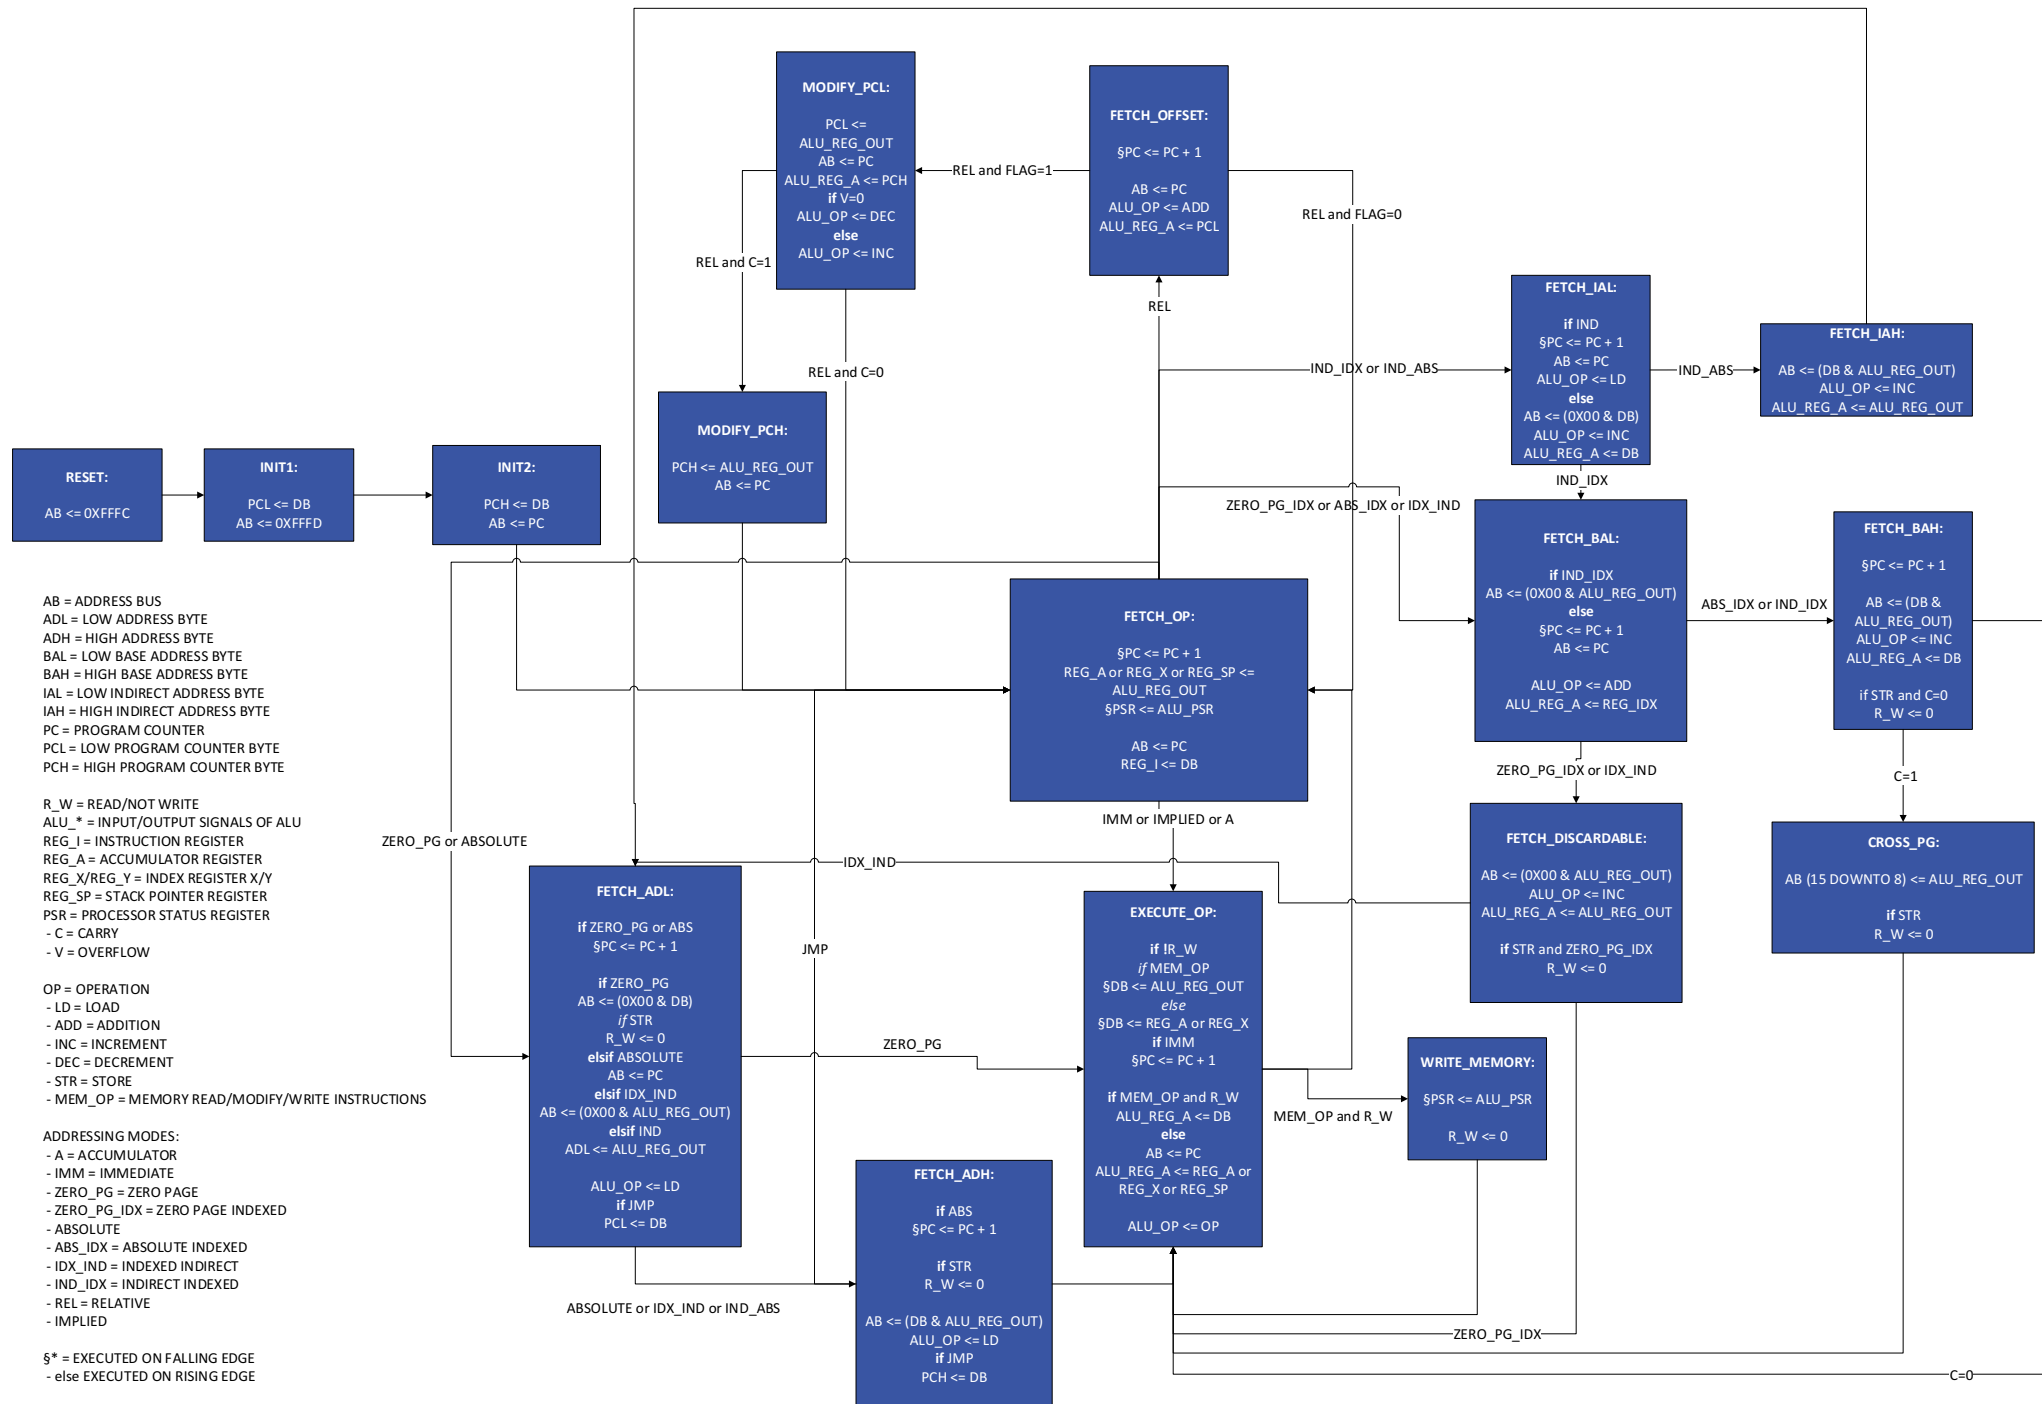 MODIFY_PCL:
PCL <=
ALU_REG_OUT
AB <= PC
ALU_REG_A <= PCH
if V=0
ALU_OP <= DEC
else
ALU_OP <= INC
FETCH_OFFSET:
§PC <= PC + 1
AB <= PC
ALU_OP <= ADD
ALU_REG_A <= PCL
REL and FLAG=1
REL and FLAG=0
REL and C=1
REL
REL and C=0
FETCH_IAL:
if IND
§PC <= PC + 1
AB <= PC
ALU_OP <= LD
else
AB <= (0X00 & DB)
ALU_OP <= INC
ALU_REG_A <= DB
IND_IDX or IND_ABS
IND_ABS
FETCH_IAH:
AB <= (DB & ALU_REG_OUT)
ALU_OP <= INC
ALU_REG_A <= ALU_REG_OUT
MODIFY_PCH:
PCH <= ALU_REG_OUT
AB <= PC
RESET:
AB <= 0XFFFC
INIT1:
PCL <= DB
AB <= 0XFFFD
INIT2:
PCH <= DB
AB <= PC
IND_IDX
ZERO_PG_IDX or ABS_IDX or IDX_IND
FETCH_BAL:
if IND_IDX
AB <= (0X00 & ALU_REG_OUT)
else
§PC <= PC + 1
AB <= PC
ALU_OP <= ADD
ALU_REG_A <= REG_IDX
ABS_IDX or IND_IDX
FETCH_BAH:
§PC <= PC + 1
AB <= (DB &
ALU_REG_OUT)
ALU_OP <= INC
ALU_REG_A <= DB
if STR and C=0
R_W <= 0
FETCH_OP:
§PC <= PC + 1
REG_A or REG_X or REG_SP <=
ALU_REG_OUT
§PSR <= ALU_PSR
AB <= PC
REG_I <= DB
AB = ADDRESS BUS
ADL = LOW ADDRESS BYTE
ADH = HIGH ADDRESS BYTE
BAL = LOW BASE ADDRESS BYTE
BAH = HIGH BASE ADDRESS BYTE
IAL = LOW INDIRECT ADDRESS BYTE
IAH = HIGH INDIRECT ADDRESS BYTE
PC = PROGRAM COUNTER
PCL = LOW PROGRAM COUNTER BYTE
PCH = HIGH PROGRAM COUNTER BYTE
R_W = READ/NOT WRITE
ALU_* = INPUT/OUTPUT SIGNALS OF ALU
REG_I = INSTRUCTION REGISTER
REG_A = ACCUMULATOR REGISTER
REG_X/REG_Y = INDEX REGISTER X/Y
REG_SP = STACK POINTER REGISTER
PSR = PROCESSOR STATUS REGISTER
- C = CARRY
- V = OVERFLOW
OP = OPERATION
- LD = LOAD
- ADD = ADDITION
- INC = INCREMENT
- DEC = DECREMENT
- STR = STORE
- MEM_OP = MEMORY READ/MODIFY/WRITE INSTRUCTIONS
ADDRESSING MODES:
- A = ACCUMULATOR
- IMM = IMMEDIATE
- ZERO_PG = ZERO PAGE
- ZERO_PG_IDX = ZERO PAGE INDEXED
- ABSOLUTE
- ABS_IDX = ABSOLUTE INDEXED
- IDX_IND = INDEXED INDIRECT
- IND_IDX = INDIRECT INDEXED
- REL = RELATIVE
- IMPLIED
§* = EXECUTED ON FALLING EDGE
- else EXECUTED ON RISING EDGE
ZERO_PG_IDX or IDX_IND
C=1
IMM or IMPLIED or A
ZERO_PG or ABSOLUTE
IDX_IND
FETCH_DISCARDABLE:
AB <= (0X00 & ALU_REG_OUT)
ALU_OP <= INC
ALU_REG_A <= ALU_REG_OUT
if STR and ZERO_PG_IDX
R_W <= 0
CROSS_PG:
AB (15 DOWNTO 8) <= ALU_REG_OUT
if STR
R_W <= 0
FETCH_ADL:
if ZERO_PG or ABS
§PC <= PC + 1
if ZERO_PG
AB <= (0X00 & DB)
if STR
R_W <= 0
elsif ABSOLUTE
AB <= PC
elsif IDX_IND
AB <= (0X00 & ALU_REG_OUT)
elsif IND
ADL <= ALU_REG_OUT
ALU_OP <= LD
if JMP
PCL <= DB
JMP
ZERO_PG
EXECUTE_OP:
if !R_W
if MEM_OP
§DB <= ALU_REG_OUT
else
§DB <= REG_A or REG_X
if IMM
§PC <= PC + 1
if MEM_OP and R_W
ALU_REG_A <= DB
else
AB <= PC
ALU_REG_A <= REG_A or
REG_X or REG_SP
ALU_OP <= OP
MEM_OP and R_W
WRITE_MEMORY:
§PSR <= ALU_PSR
R_W <= 0
FETCH_ADH:
if ABS
§PC <= PC + 1
if STR
R_W <= 0
AB <= (DB & ALU_REG_OUT)
ALU_OP <= LD
if JMP
PCH <= DB
ABSOLUTE or IDX_IND or IND_ABS
ZERO_PG_IDX
C=0